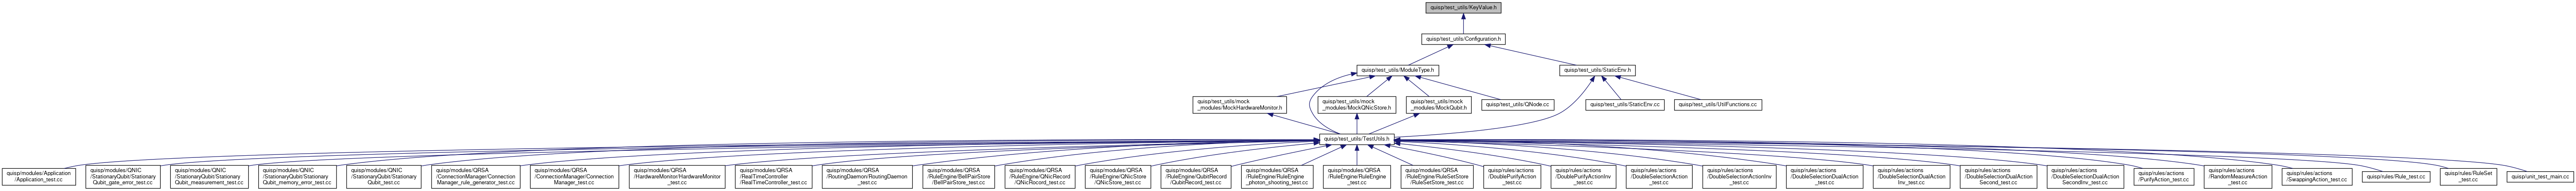 quisp/test_utils/KeyValue.h
quisp/test_utils/Configuration.h
quisp/test_utils/ModuleType.h
quisp/test_utils/StaticEnv.h
quisp/test_utils/mock
_modules/MockHardwareMonitor.h
quisp/test_utils/mock
_modules/MockQNicStore.h
quisp/test_utils/mock
_modules/MockQubit.h
quisp/test_utils/QNode.cc
quisp/test_utils/StaticEnv.cc
quisp/test_utils/UtilFunctions.cc
quisp/test_utils/TestUtils.h
quisp/modules/Application
/Application_test.cc
quisp/modules/QNIC
/StationaryQubit/Stationary
Qubit_gate_error_test.cc
quisp/modules/QNIC
/StationaryQubit/Stationary
Qubit_measurement_test.cc
quisp/modules/QNIC
/StationaryQubit/Stationary
Qubit_memory_error_test.cc
quisp/modules/QNIC
/StationaryQubit/Stationary
Qubit_test.cc
quisp/modules/QRSA
/ConnectionManager/Connection
Manager_rule_generator_test.cc
quisp/modules/QRSA
/ConnectionManager/Connection
Manager_test.cc
quisp/modules/QRSA
/HardwareMonitor/HardwareMonitor
_test.cc
quisp/modules/QRSA
/RealTimeController
/RealTimeController_test.cc
quisp/modules/QRSA
/RoutingDaemon/RoutingDaemon
_test.cc
quisp/modules/QRSA
/RuleEngine/BellPairStore
/BellPairStore_test.cc
quisp/modules/QRSA
/RuleEngine/QNicRecord
/QNicRecord_test.cc
quisp/modules/QRSA
/RuleEngine/QNicStore
/QNicStore_test.cc
quisp/modules/QRSA
/RuleEngine/QubitRecord
/QubitRecord_test.cc
quisp/modules/QRSA
/RuleEngine/RuleEngine
_photon_shooting_test.cc
quisp/modules/QRSA
/RuleEngine/RuleEngine
_test.cc
quisp/modules/QRSA
/RuleEngine/RuleSetStore
/RuleSetStore_test.cc
quisp/rules/actions
/DoublePurifyAction
_test.cc
quisp/rules/actions
/DoublePurifyActionInv
_test.cc
quisp/rules/actions
/DoubleSelectionAction
_test.cc
quisp/rules/actions
/DoubleSelectionActionInv
_test.cc
quisp/rules/actions
/DoubleSelectionDualAction
_test.cc
quisp/rules/actions
/DoubleSelectionDualAction
Inv_test.cc
quisp/rules/actions
/DoubleSelectionDualAction
Second_test.cc
quisp/rules/actions
/DoubleSelectionDualAction
SecondInv_test.cc
quisp/rules/actions
/PurifyAction_test.cc
quisp/rules/actions
/RandomMeasureAction
_test.cc
quisp/rules/actions
/SwappingAction_test.cc
quisp/rules/Rule_test.cc
quisp/rules/RuleSet
_test.cc
quisp/unit_test_main.cc